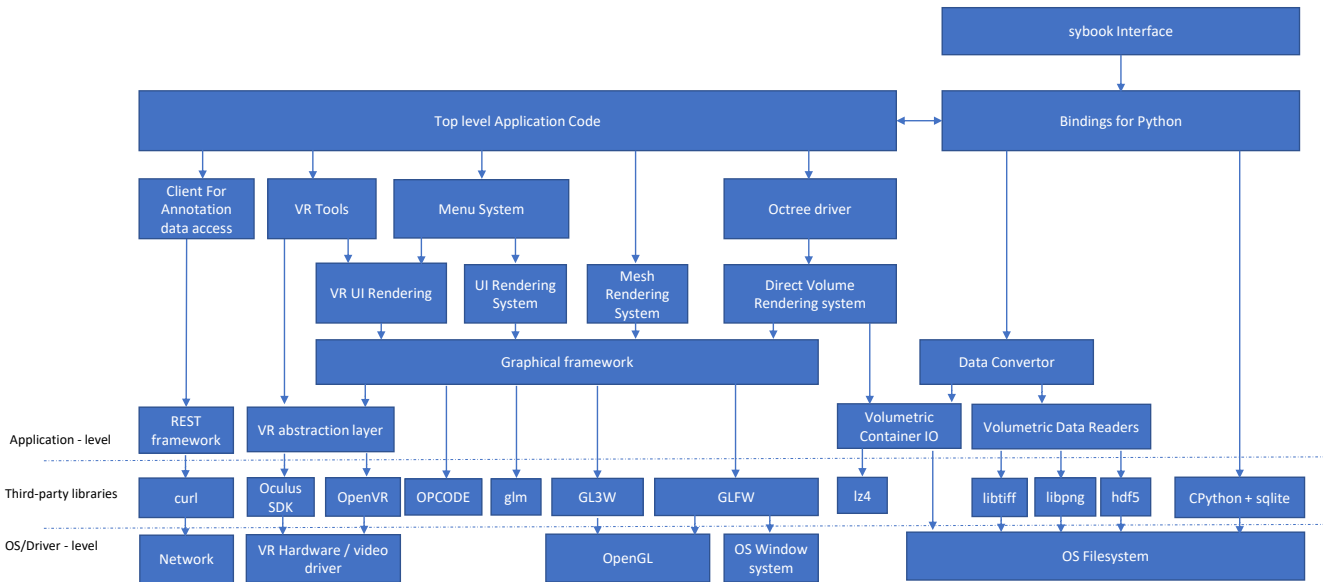 sybook Interface
Top level Application Code
Bindings for Python
Client For
Annotation
data access
VR Tools
Menu System
Octree driver
VR UI Rendering
UI Rendering
System
Mesh
Rendering
System
Direct Volume
Rendering system
Graphical framework
Data Convertor
Application - level
REST
framework
VR abstraction layer
Volumetric
Container IO
Volumetric Data Readers
Third-party libraries
curl
Oculus
SDK
OpenVR
OPCODE
glm
GL3W
GLFW
lz4
libtiff
libpng
hdf5
CPython + sqlite
OS/Driver - level
Network
VR Hardware / video
driver
OpenGL
OS Window
system
OS Filesystem